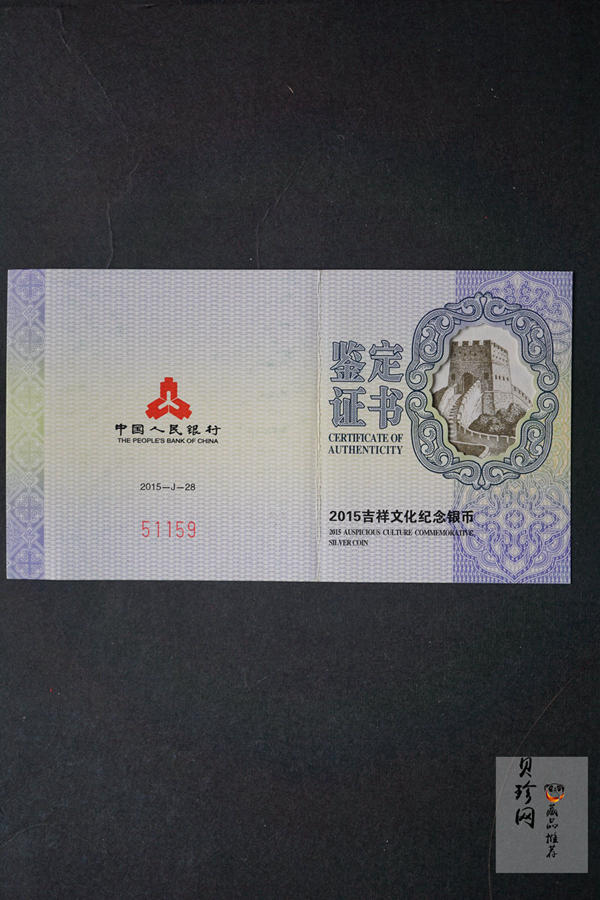 中国人民银行
THE PEOPLE'S BANK OF CHINA
2015—J—28
51159
鉴定
证书
CERTIFICATE OF
AUTHENTICITY
2015吉祥文化纪念银币
2015 AUSPICIOUS CULTURE COMMEMORATIVE
SILVER COIN
贝珍网
藏品推荐